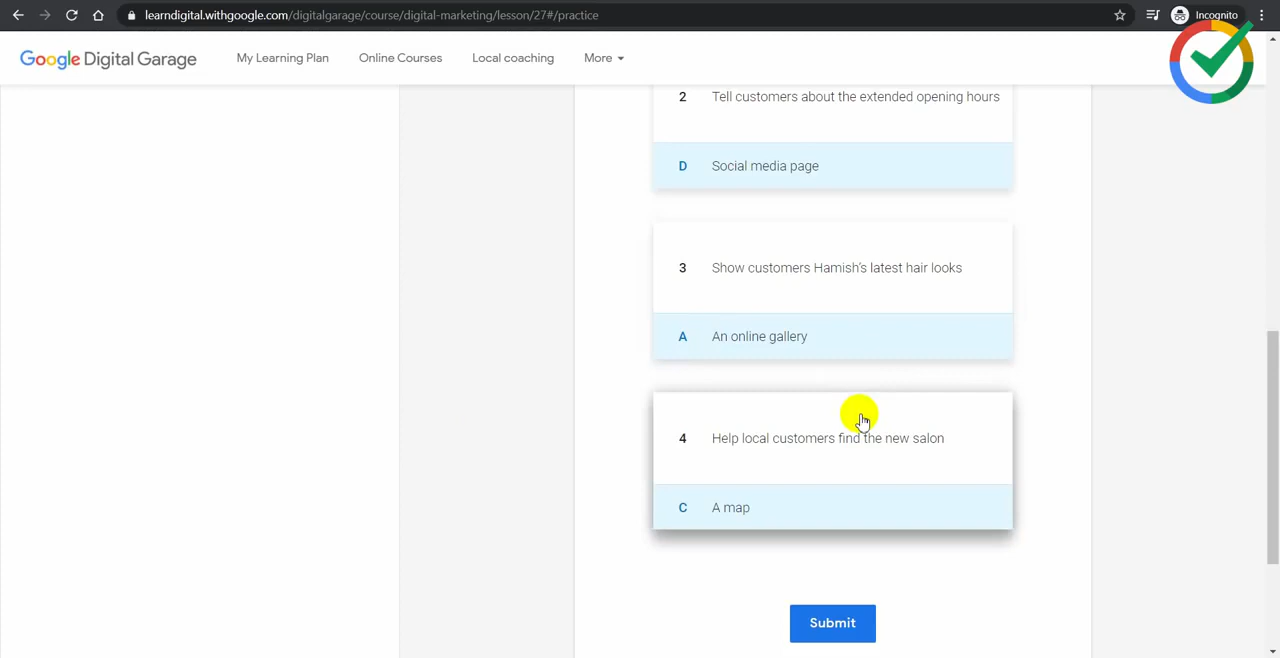 learndigital.withgoogle.com/digitalgarage/course/digital-marketing/lesson/27#/practice
Incognito
Google Digital Garage
My Learning Plan
Online Courses
Local coaching
More
2 Tell customers about the extended opening hours
D Social media page
3 Show customers Hamish's latest hair looks
A An online gallery
4 Help local customers find the new salon
C A map
Submit